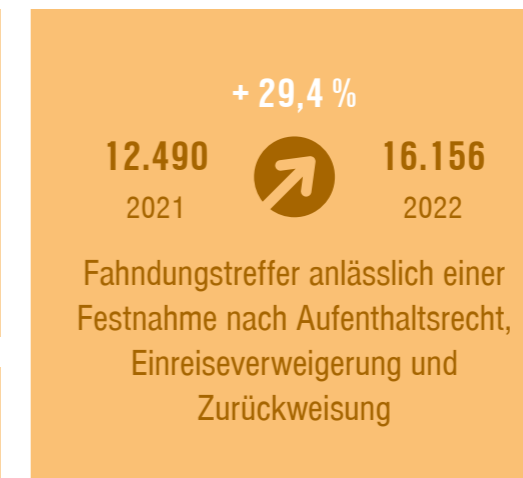 + 29,4 %
12.490 16.156
2021 2022
Fahndungstreffer anlässlich einer
Festnahme nach Aufenthaltsrecht,
Einreiseverweigerung und
Zurückweisung